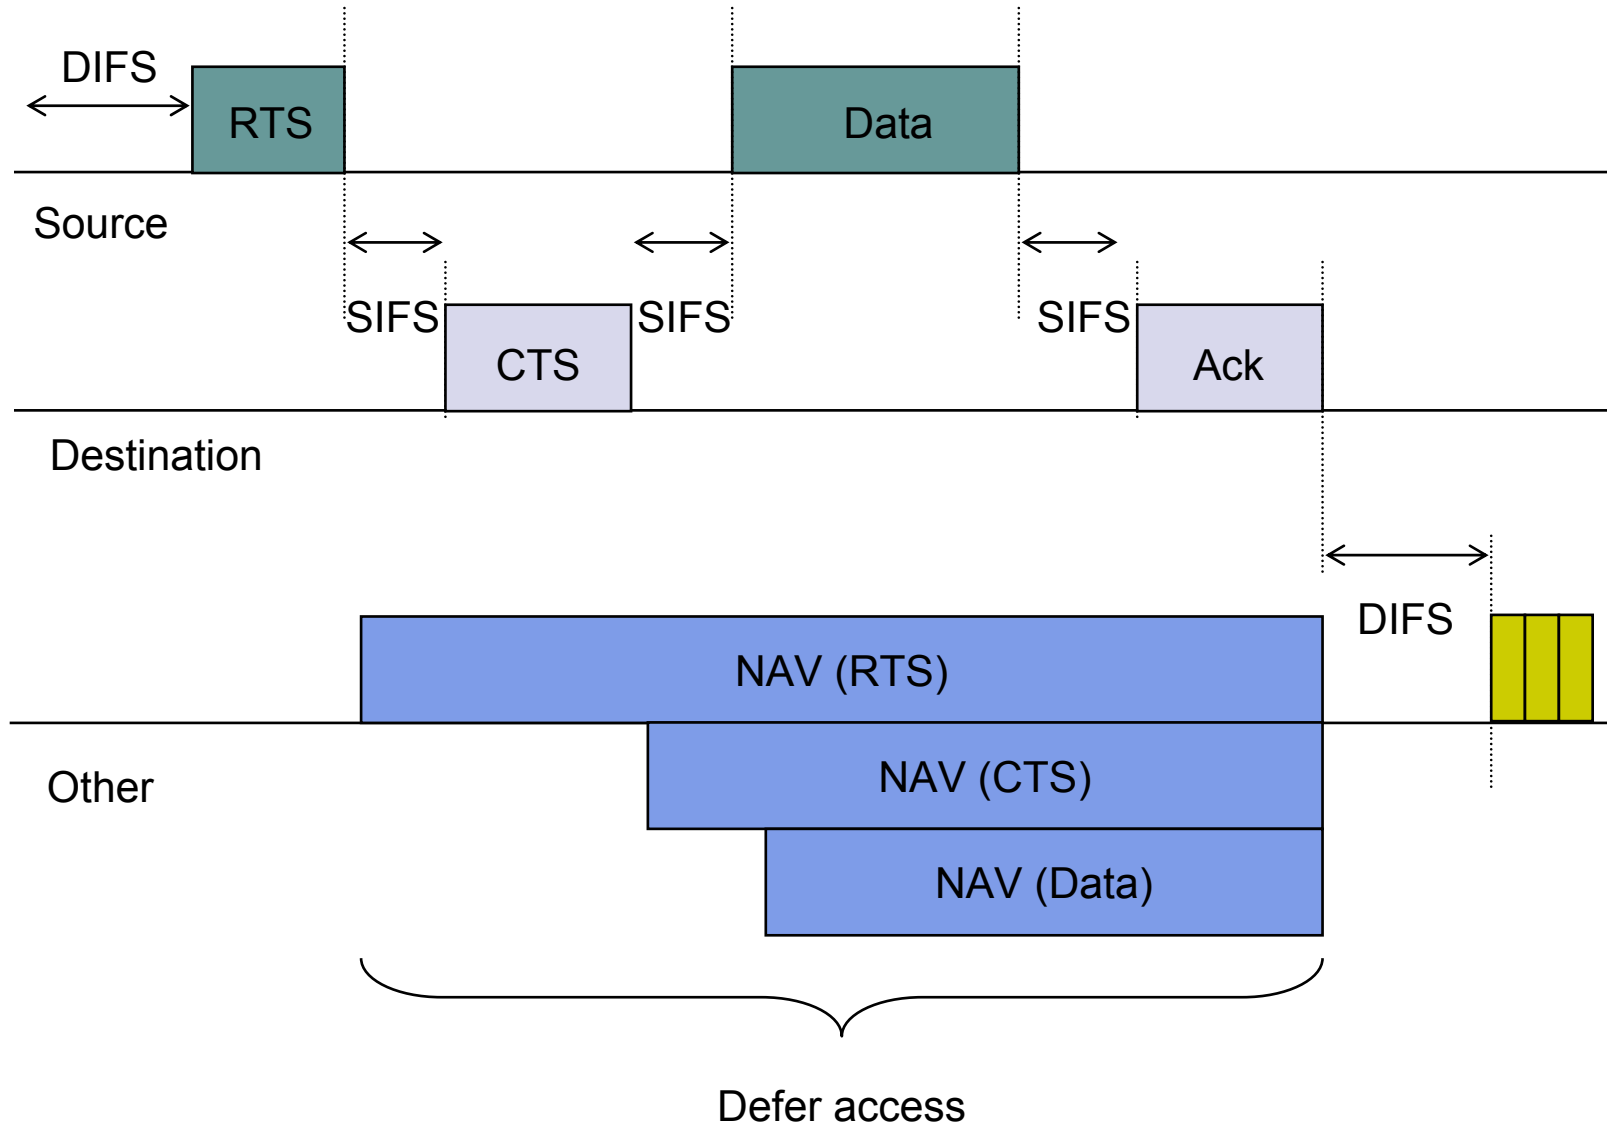 DIFS
RTS
Data
Source
SIFS
SIFS
SIFS
CTS
Ack
Destination
DIFS
NAV (RTS)
NAV (CTS)
Other
NAV (Data)
Defer access